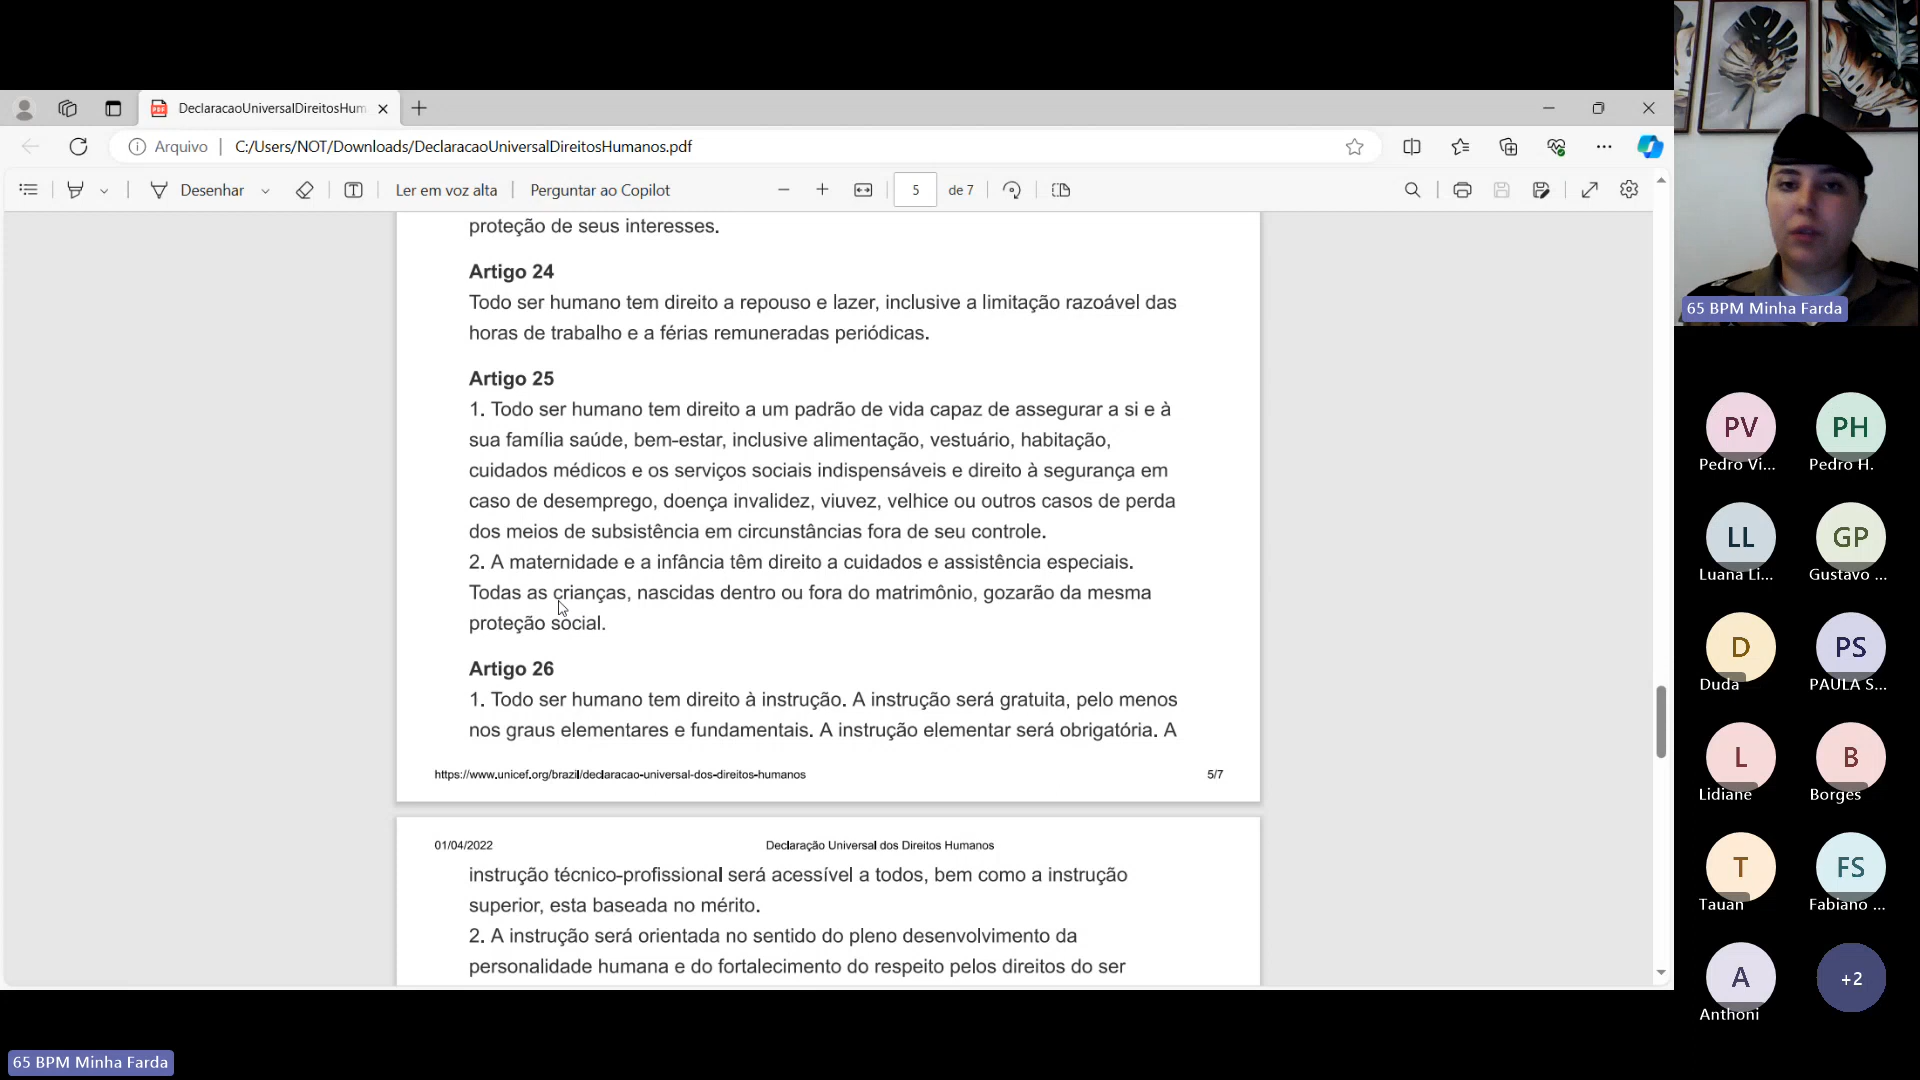 DeclaracaoUniversalDireitosHum
Arquivo
C:/Users/NOT/Downloads/DeclaracaoUniversalDireitosHumanos.pdf
Desenhar
Ler em voz alta
Perguntar ao Copilot
5
de 7
proteção de seus interesses.
Artigo 24
Todo ser humano tem direito a repouso e lazer, inclusive a limitação razoável das
horas de trabalho e a férias remuneradas periódicas.
Artigo 25
1. Todo ser humano tem direito a um padrão de vida capaz de assegurar a si e à
sua família saúde, bem-estar, inclusive alimentação, vestuário, habitação,
cuidados médicos e os serviços sociais indispensáveis e direito à segurança em
caso de desemprego, doença invalidez, viuvez, velhice ou outros casos de perda
dos meios de subsistência em circunstâncias fora de seu controle.
2. A maternidade e a infância têm direito a cuidados e assistência especiais.
Todas as crianças, nascidas dentro ou fora do matrimônio, gozarão da mesma
proteção social.
Artigo 26
1. Todo ser humano tem direito à instrução. A instrução será gratuita, pelo menos
nos graus elementares e fundamentais. A instrução elementar será obrigatória. A
https://www.unicef.org/brazil/declaracao-universal-dos-direitos-humanos
5/7
01/04/2022
Declaração Universal dos Direitos Humanos
instrução técnico-profissional será acessível a todos, bem como a instrução
superior, esta baseada no mérito.
2. A instrução será orientada no sentido do pleno desenvolvimento da
personalidade humana e do fortalecimento do respeito pelos direitos do ser
65 BPM Minha Farda
PV
Pedro Vi...
PH
Pedro H.
LL
Luana Li...
GP
Gustavo ...
D
Duda
PS
PAULA S...
L
Lidiane
B
Borges
T
Tauan
FS
Fabiano ...
A
Anthoni
+2
65 BPM Minha Farda